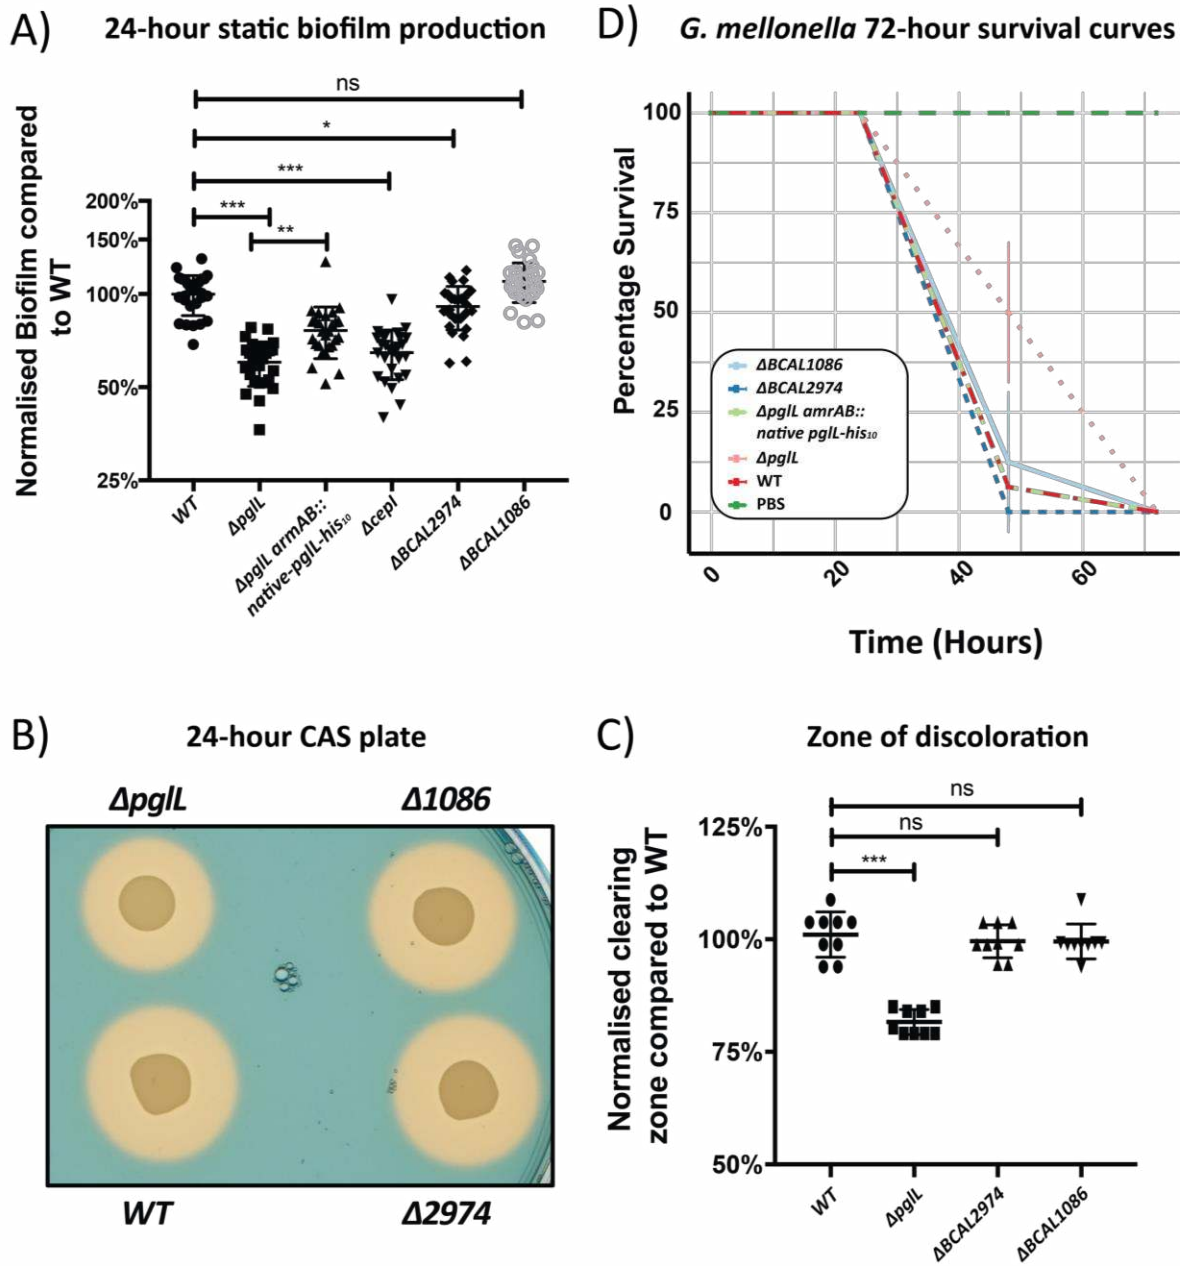 A) 24-hour static biofilm production
Normalised Biofilm compared
to WT
200%
150%
100%
50%
25%
ns
*
***
***
**
WT
ΔpglL
ΔpglL armAB::
native-pglL-his₁₀
ΔcepI
ΔBCAL2974
ΔBCAL1086
D) G. mellonella 72-hour survival curves
Percentage Survival
100
75
50
25
0
ΔBCAL1086
ΔBCAL2974
ΔpglL amrAB::
native pglL-his₁₀
ΔpglL
WT
PBS
0
20
40
60
Time (Hours)
B) 24-hour CAS plate
ΔpglL
Δ1086
WT
Δ2974
C) Zone of discoloration
Normalised clearing
zone compared to WT
125%
100%
75%
50%
ns
ns
***
WT
ΔpglL
ΔBCAL2974
ΔBCAL1086